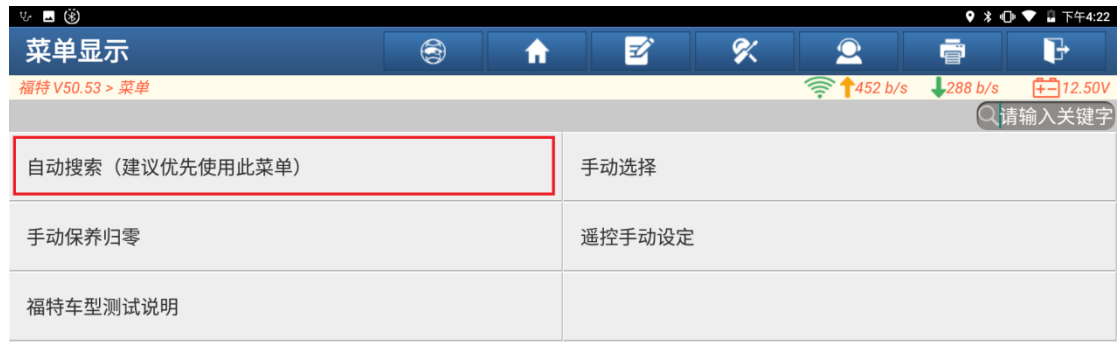 下午4:22
菜单显示
福特 V50.53 > 菜单
452 b/s 288 b/s 12.50V
请输入关键字
自动搜索（建议优先使用此菜单） 手动选择
手动保养归零 遥控手动设定
福特车型测试说明